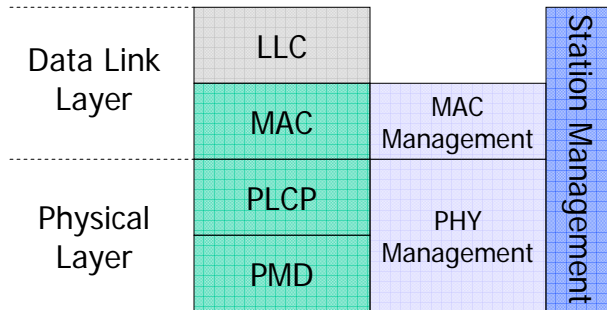 Data Link
Layer
LLC
MAC
MAC
Management
Physical
Layer
PLCP
PMD
PHY
Management
Station Management